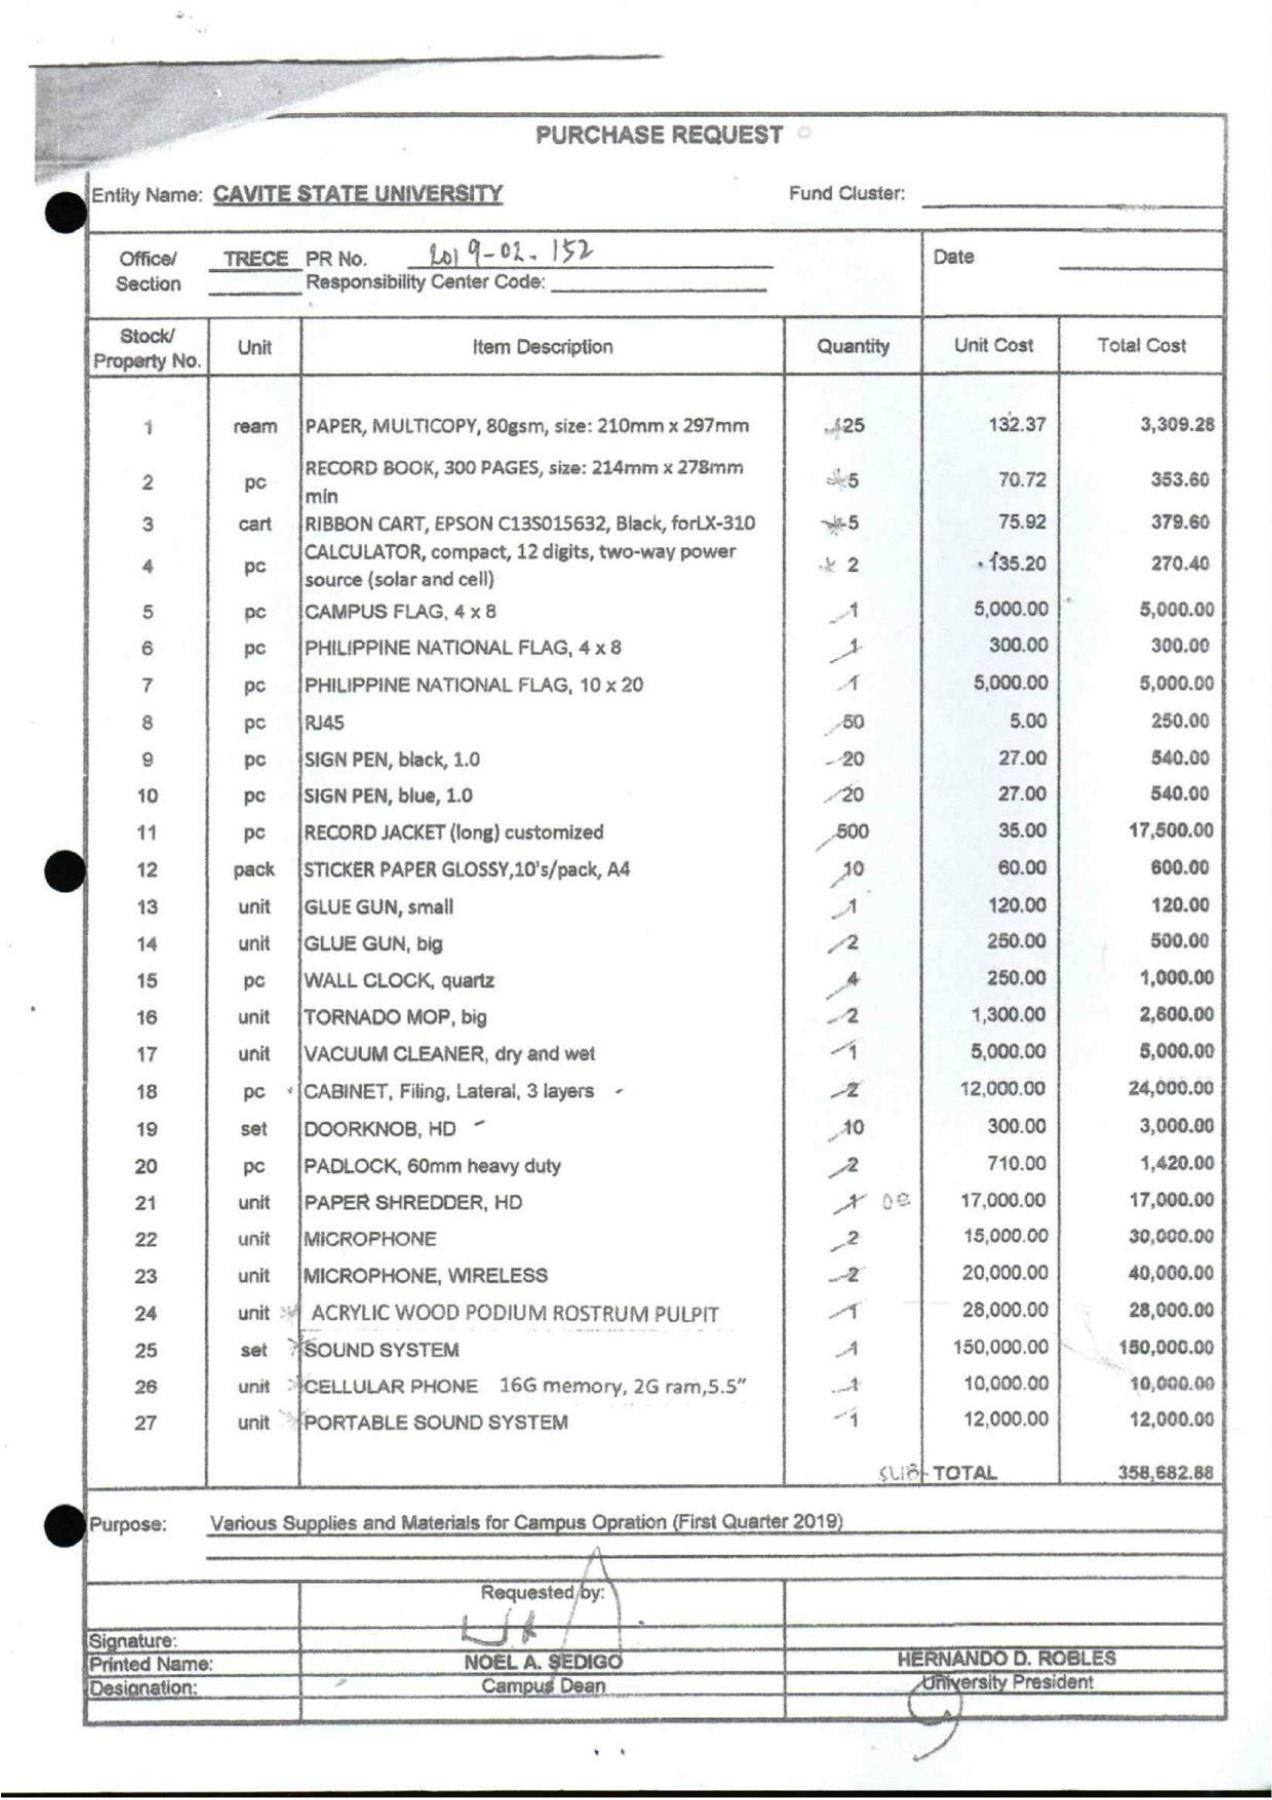 PURCHASE REQUEST
Entity Name: CAVITE STATE UNIVERSITY Fund Cluster:
Office/ TRECE PR No. 2019-02-152 Date
Section Responsibility Center Code:
Stock/ Property No. Unit Item Description Quantity Unit Cost Total Cost
1 ream PAPER, MULTICOPY, 80gsm, size: 210mm x 297mm 25 132.37 3,309.28
2 pc RECORD BOOK, 300 PAGES, size: 214mm x 278mm 5 70.72 353.60
min
3 cart RIBBON CART, EPSON C13S015632, Black, forLX-310 5 75.92 379.60
4 pc CALCULATOR, compact, 12 digits, two-way power 2 135.20 270.40
source (solar and cell)
5 pc CAMPUS FLAG, 4 x 8 1 5,000.00 5,000.00
6 pc PHILIPPINE NATIONAL FLAG, 4 x 8 1 300.00 300.00
7 pc PHILIPPINE NATIONAL FLAG, 10 x 20 1 5,000.00 5,000.00
8 pc RJ45 50 5.00 250.00
9 pc SIGN PEN, black, 1.0 20 27.00 540.00
10 pc SIGN PEN, blue, 1.0 20 27.00 540.00
11 pc RECORD JACKET (long) customized 500 35.00 17,500.00
12 pack STICKER PAPER GLOSSY,10's/pack, A4 10 60.00 600.00
13 unit GLUE GUN, small 1 120.00 120.00
14 unit GLUE GUN, big 2 250.00 500.00
15 pc WALL CLOCK, quartz 4 250.00 1,000.00
16 unit TORNADO MOP, big 2 1,300.00 2,600.00
17 unit VACUUM CLEANER, dry and wet 1 5,000.00 5,000.00
18 pc CABINET, Filing, Lateral, 3 layers 2 12,000.00 24,000.00
19 set DOORKNOB, HD 10 300.00 3,000.00
20 pc PADLOCK, 60mm heavy duty 2 710.00 1,420.00
21 unit PAPER SHREDDER, HD 1 17,000.00 17,000.00
22 unit MICROPHONE 2 15,000.00 30,000.00
23 unit MICROPHONE, WIRELESS 2 20,000.00 40,000.00
24 unit ACRYLIC WOOD PODIUM ROSTRUM PULPIT 1 28,000.00 28,000.00
25 set SOUND SYSTEM 1 150,000.00 150,000.00
26 unit CELLULAR PHONE 16G memory, 2G ram,5.5" 1 10,000.00 10,000.00
27 unit PORTABLE SOUND SYSTEM 1 12,000.00 12,000.00
SUB-TOTAL 358,682.88
Purpose: Various Supplies and Materials for Campus Opration (First Quarter 2019)
Requested by:
Signature:
Printed Name: NOEL A. SEDIGO HERNANDO D. ROBLES
Designation: Campus Dean University President